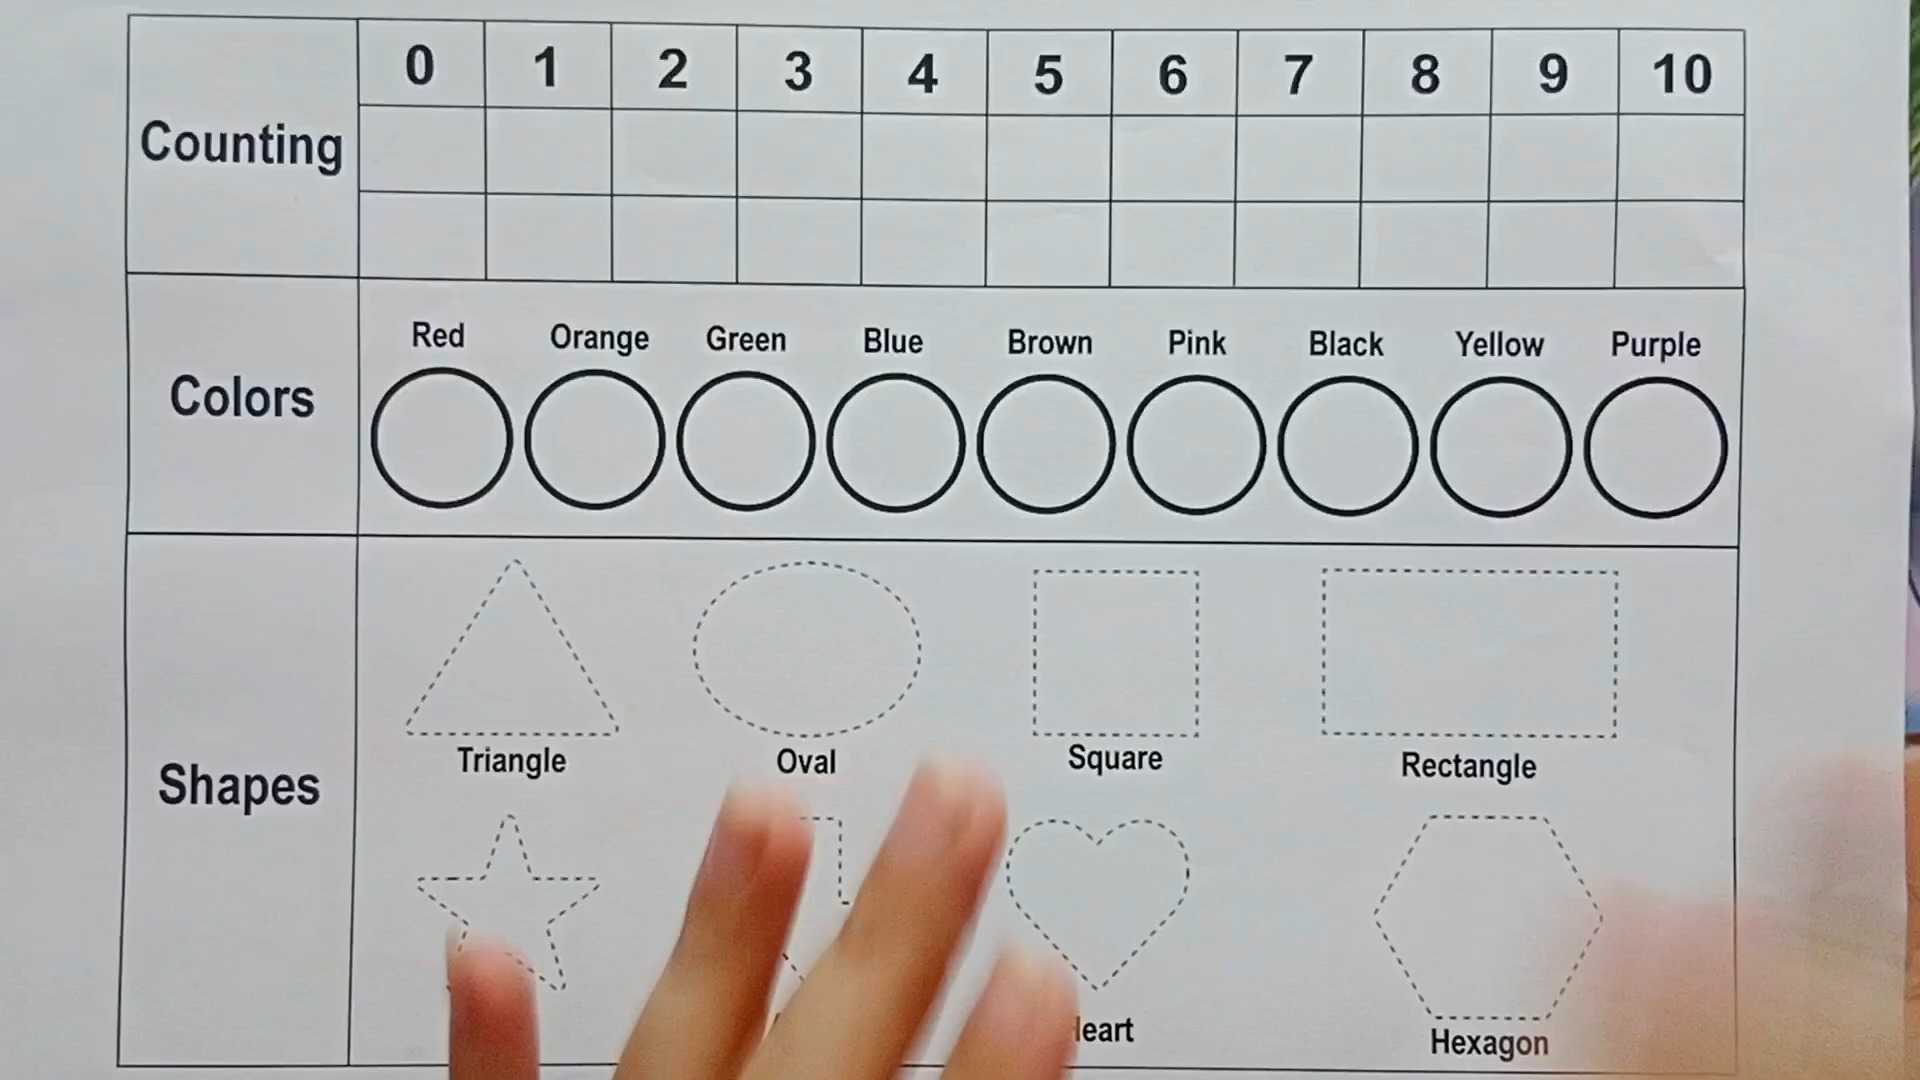 Counting
0 1 2 3 4 5 6 7 8 9 10
Colors
Red Orange Green Blue Brown Pink Black Yellow Purple
Shapes
Triangle Oval Square Rectangle
eart Hexagon